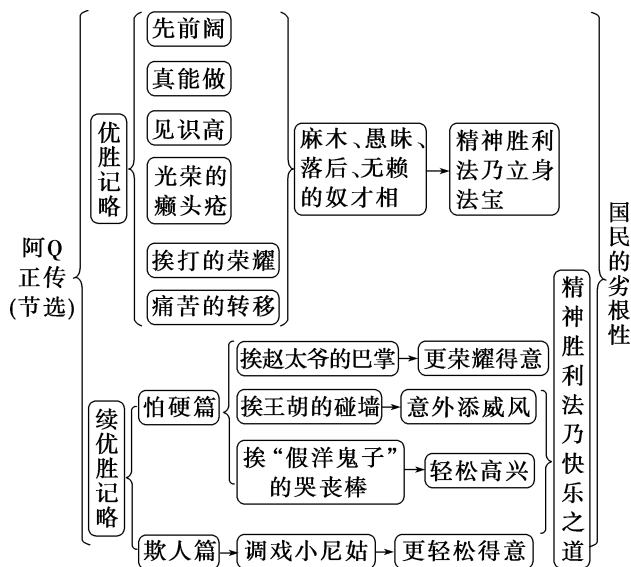 阿Q
正传
(节选)
优胜记略
先前阔
真能做
见识高
光荣的
癞头疮
挨打的荣耀
痛苦的转移
麻木、愚昧、
落后、无赖
的奴才相
精神胜利
法乃立身
法宝
续优胜记略
怕硬篇
挨赵太爷的巴掌
更荣耀得意
挨王胡的碰墙
意外添威风
挨“假洋鬼子”
的哭丧棒
轻松高兴
欺人篇
调戏小尼姑
更轻松得意
精神胜利法乃快乐之道
国民的劣根性